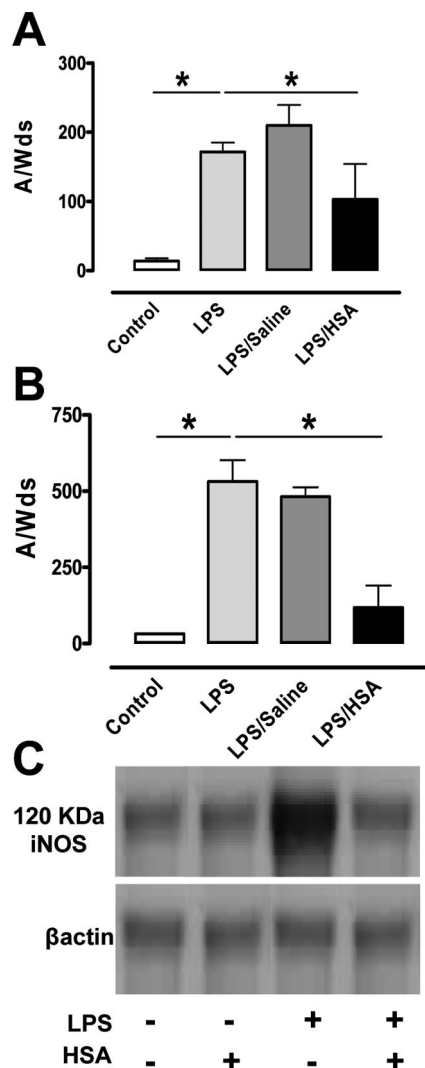 A
300
*
*
200
A/Wds
100
0
Control
LPS
LPS/Saline
LPS/HSA
B
750
*
*
500
A/Wds
250
0
Control
LPS
LPS/Saline
LPS/HSA
C
120 KDa
iNOS
βactin
LPS - - + +
HSA - + - +